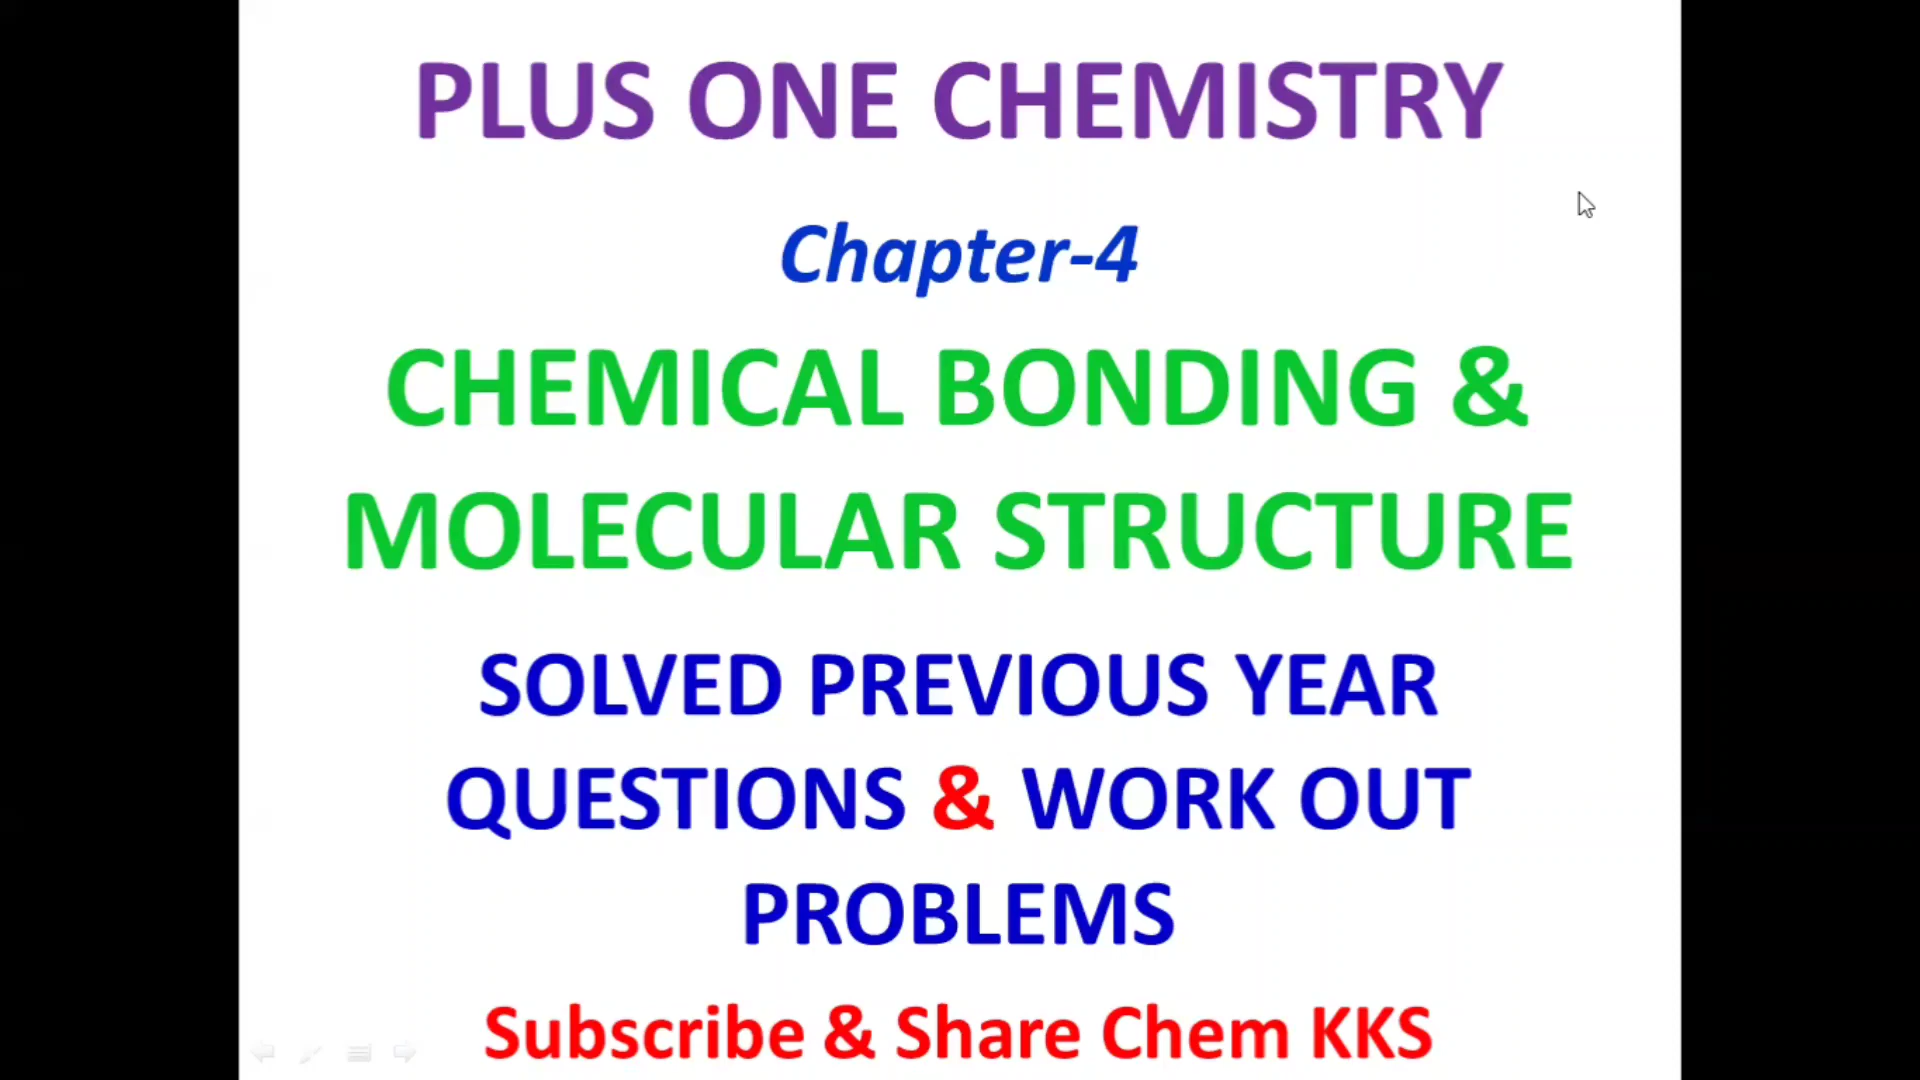 PLUS ONE CHEMISTRY
Chapter-4
CHEMICAL BONDING &
MOLECULAR STRUCTURE
SOLVED PREVIOUS YEAR
QUESTIONS & WORK OUT
PROBLEMS
Subscribe & Share Chem KKS